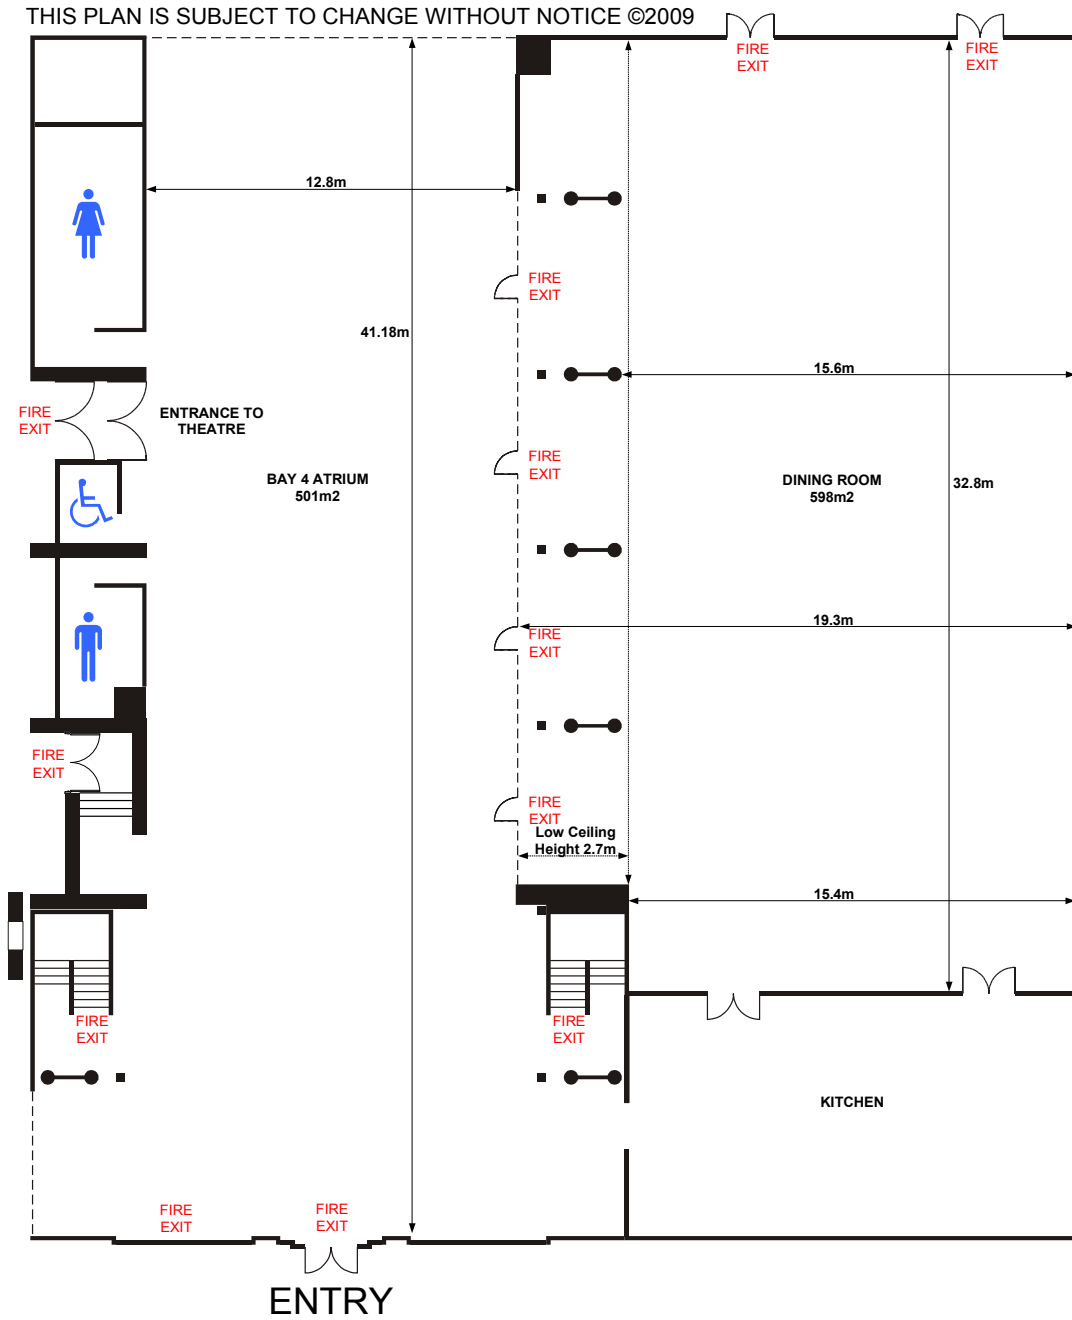 THIS PLAN IS SUBJECT TO CHANGE WITHOUT NOTICE ©2009
FIRE
EXIT
FIRE
EXIT
12.8m
FIRE
EXIT
41.18m
15.6m
FIRE
EXIT
ENTRANCE TO
THEATRE
FIRE
EXIT
BAY 4 ATRIUM
501m2
DINING ROOM
598m2
32.8m
19.3m
FIRE
EXIT
FIRE
EXIT
FIRE
EXIT
Low Ceiling
Height 2.7m
15.4m
FIRE
EXIT
FIRE
EXIT
KITCHEN
FIRE
EXIT
FIRE
EXIT
ENTRY